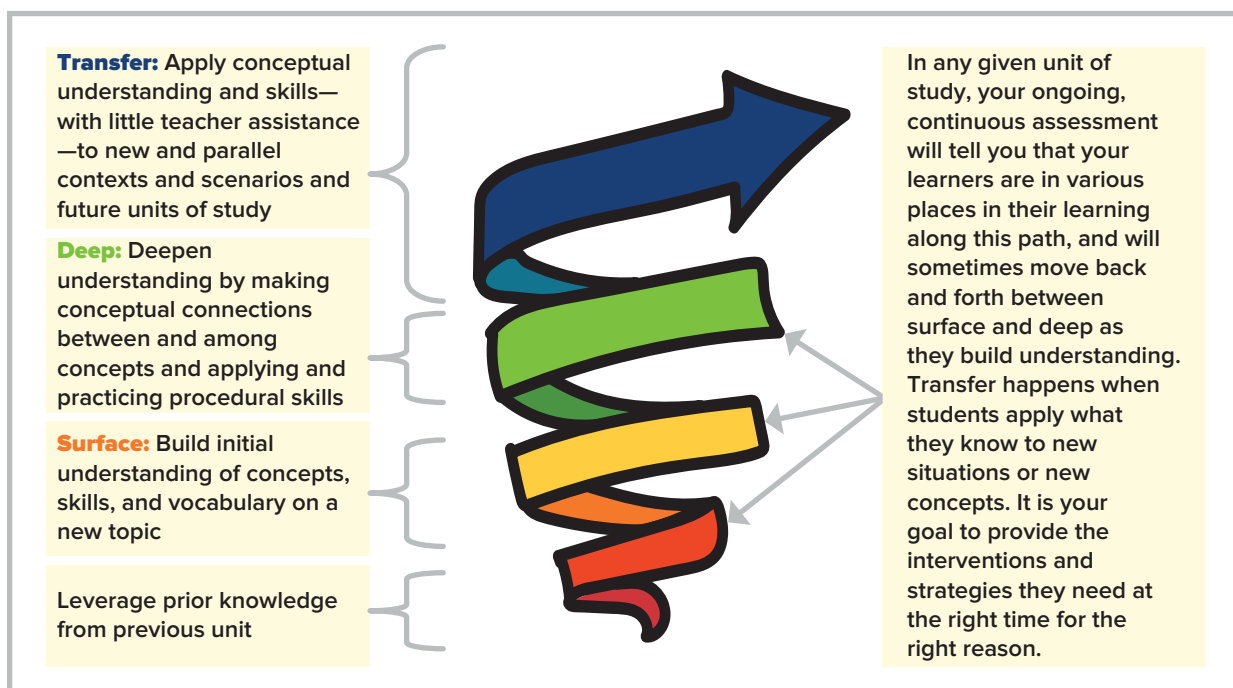 Transfer: Apply conceptual
understanding and skills—
with little teacher assistance
—to new and parallel
contexts and scenarios and
future units of study
Deep: Deepen
understanding by making
conceptual connections
between and among
concepts and applying and
practicing procedural skills
Surface: Build initial
understanding of concepts,
skills, and vocabulary on a
new topic
Leverage prior knowledge
from previous unit
In any given unit of
study, your ongoing,
continuous assessment
will tell you that your
learners are in various
places in their learning
along this path, and will
sometimes move back
and forth between
surface and deep as
they build understanding.
Transfer happens when
students apply what
they know to new
situations or new
concepts. It is your
goal to provide the
interventions and
strategies they need at
the right time for the
right reason.